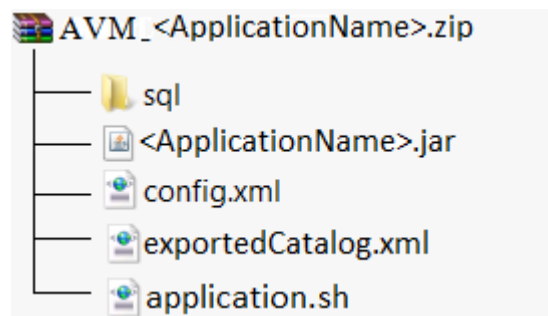 AVM_<ApplicationName>.zip
sql
<ApplicationName>.jar
config.xml
exportedCatalog.xml
application.sh